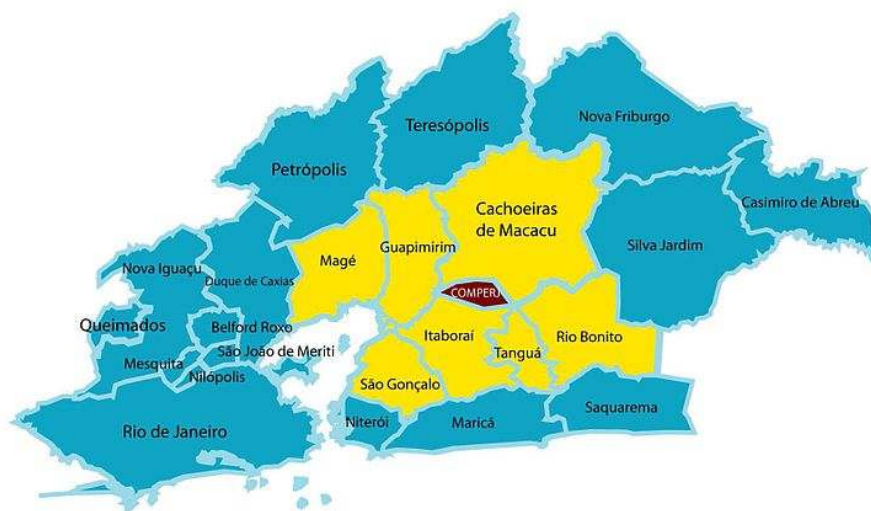 Nova Friburgo
Teresópolis
Petrópolis
Casimiro de Abreu
Cachoeiras
de Macacu
Silva Jardim
Guapimirim
Magé
Nova Iguaçu
Duque de Caxias
COMPERJ
Queimados
Belford Roxo
Itaboraí
Rio Bonito
São João de Meriti
Tanguá
Mesquita
Nilópolis
São Gonçalo
Saquarema
Niterói
Maricá
Rio de Janeiro